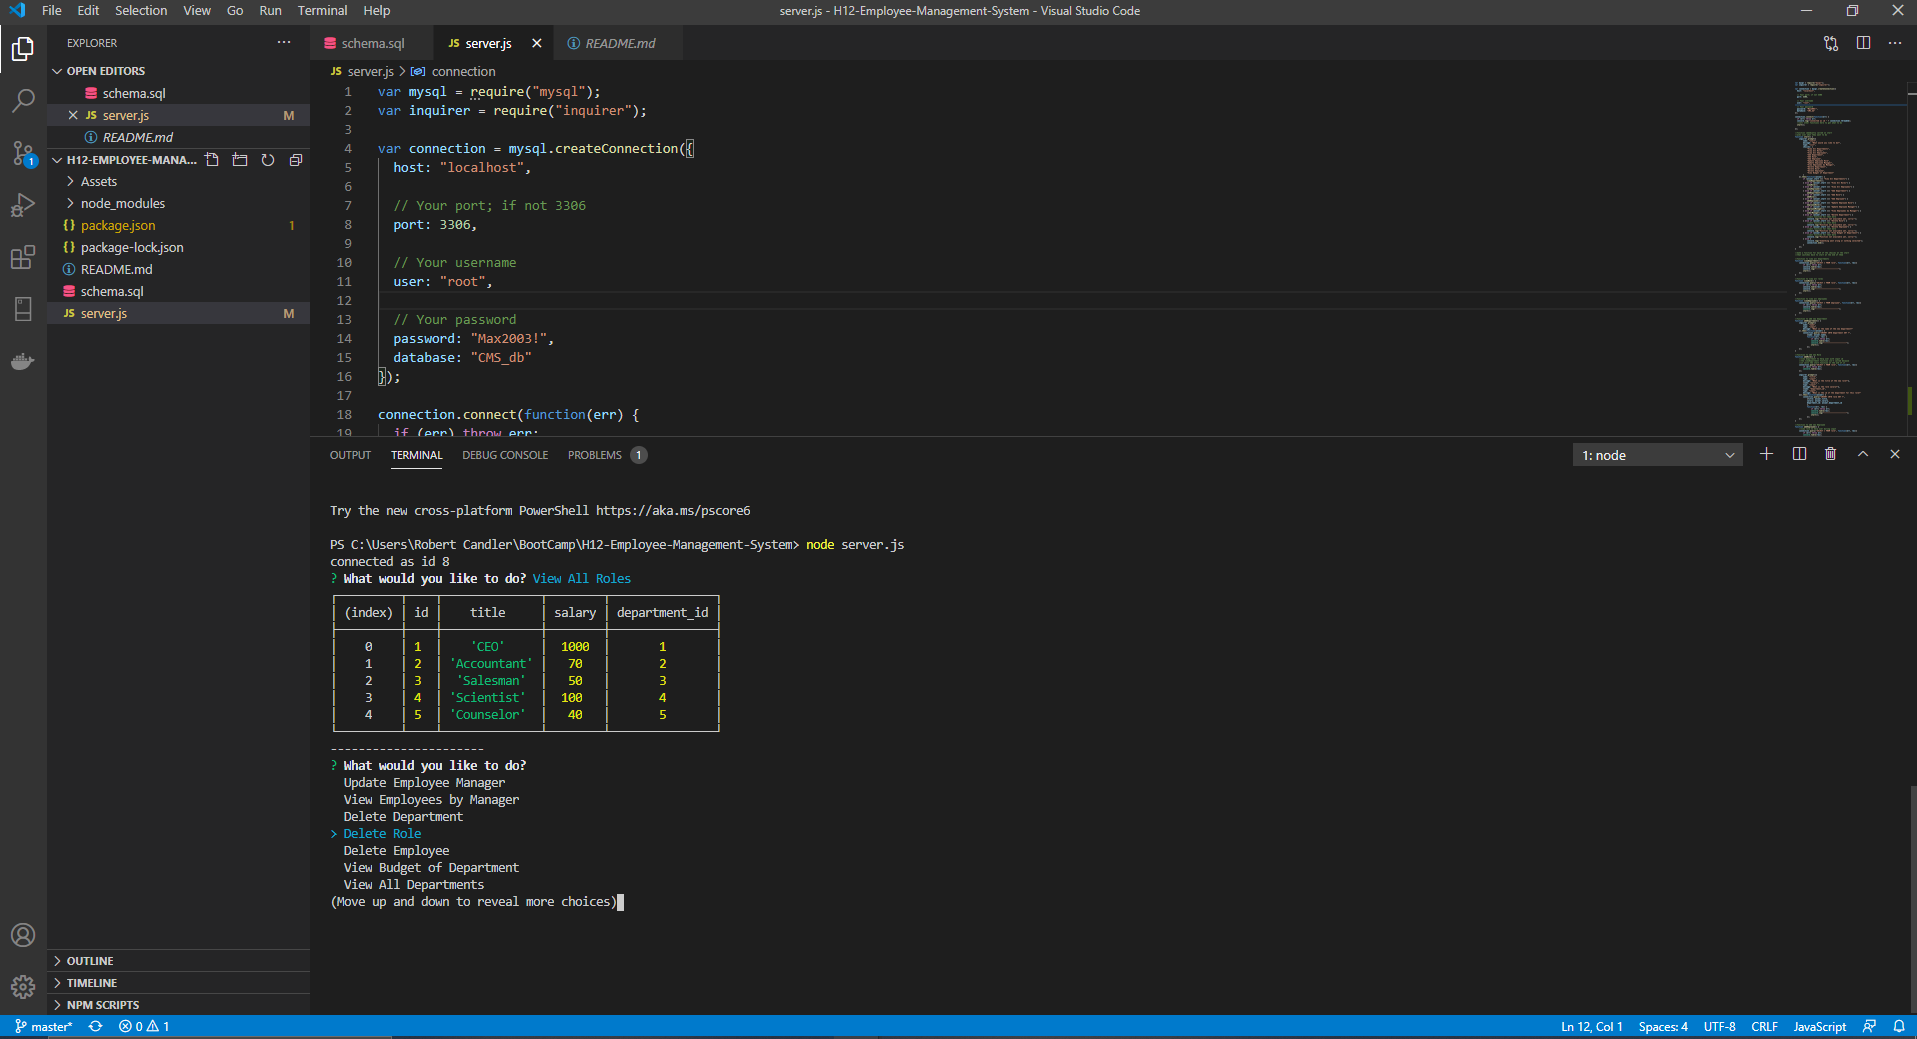 File Edit Selection View Go Run Terminal Help
server.js - H12-Employee-Management-System - Visual Studio Code
EXPLORER
OPEN EDITORS
schema.sql
JS server.js M
README.md
H12-EMPLOYEE-MANA...
Assets
node_modules
{} package.json 1
{} package-lock.json
README.md
schema.sql
JS server.js M
OUTLINE
TIMELINE
NPM SCRIPTS
schema.sql
JS server.js
README.md
JS server.js > connection
1 var mysql = require("mysql");
2 var inquirer = require("inquirer");
3
4 var connection = mysql.createConnection({
5 host: "localhost",
6
7 // Your port; if not 3306
8 port: 3306,
9
10 // Your username
11 user: "root",
12
13 // Your password
14 password: "Max2003!",
15 database: "CMS_db"
16 });
17
18 connection.connect(function(err) {
19 if (err) throw err;
OUTPUT TERMINAL DEBUG CONSOLE PROBLEMS 1
1: node
Try the new cross-platform PowerShell https://aka.ms/pscore6
PS C:\Users\Robert Candler\BootCamp\H12-Employee-Management-System> node server.js
connected as id 8
? What would you like to do? View All Roles
(index) id title salary department_id
0 1 'CEO' 1000 1
1 2 'Accountant' 70 2
2 3 'Salesman' 50 3
3 4 'Scientist' 100 4
4 5 'Counselor' 40 5
----------------------
? What would you like to do?
Update Employee Manager
View Employees by Manager
Delete Department
> Delete Role
Delete Employee
View Budget of Department
View All Departments
(Move up and down to reveal more choices)
master* 0 1
Ln 12, Col 1 Spaces: 4 UTF-8 CRLF JavaScript